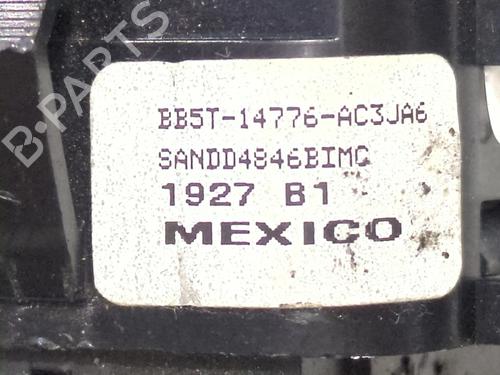 B-PARTS
BB5T-14776-AC3JA6
SANDD4846BIMC
1927 B1
MEXICO